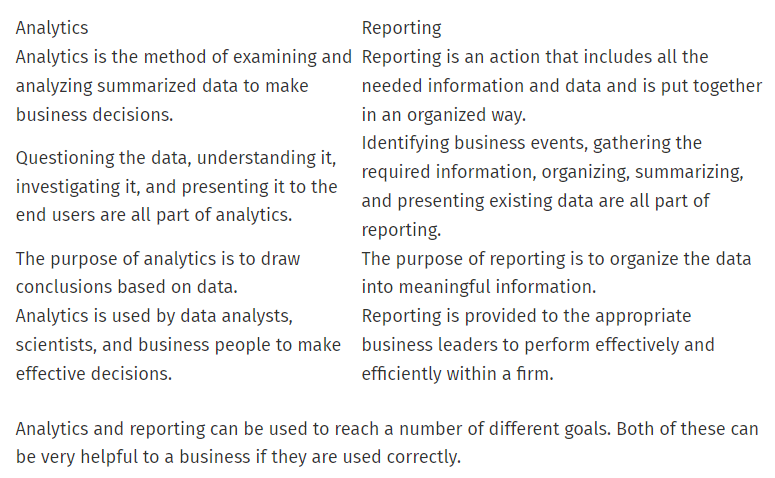 Analytics
Analytics is the method of examining and
analyzing summarized data to make
business decisions.
Reporting
Reporting is an action that includes all the
needed information and data and is put together
in an organized way.
Questioning the data, understanding it,
investigating it, and presenting it to the
end users are all part of analytics.
Identifying business events, gathering the
required information, organizing, summarizing,
and presenting existing data are all part of
reporting.
The purpose of analytics is to draw
conclusions based on data.
The purpose of reporting is to organize the data
into meaningful information.
Analytics is used by data analysts,
scientists, and business people to make
effective decisions.
Reporting is provided to the appropriate
business leaders to perform effectively and
efficiently within a firm.
Analytics and reporting can be used to reach a number of different goals. Both of these can
be very helpful to a business if they are used correctly.